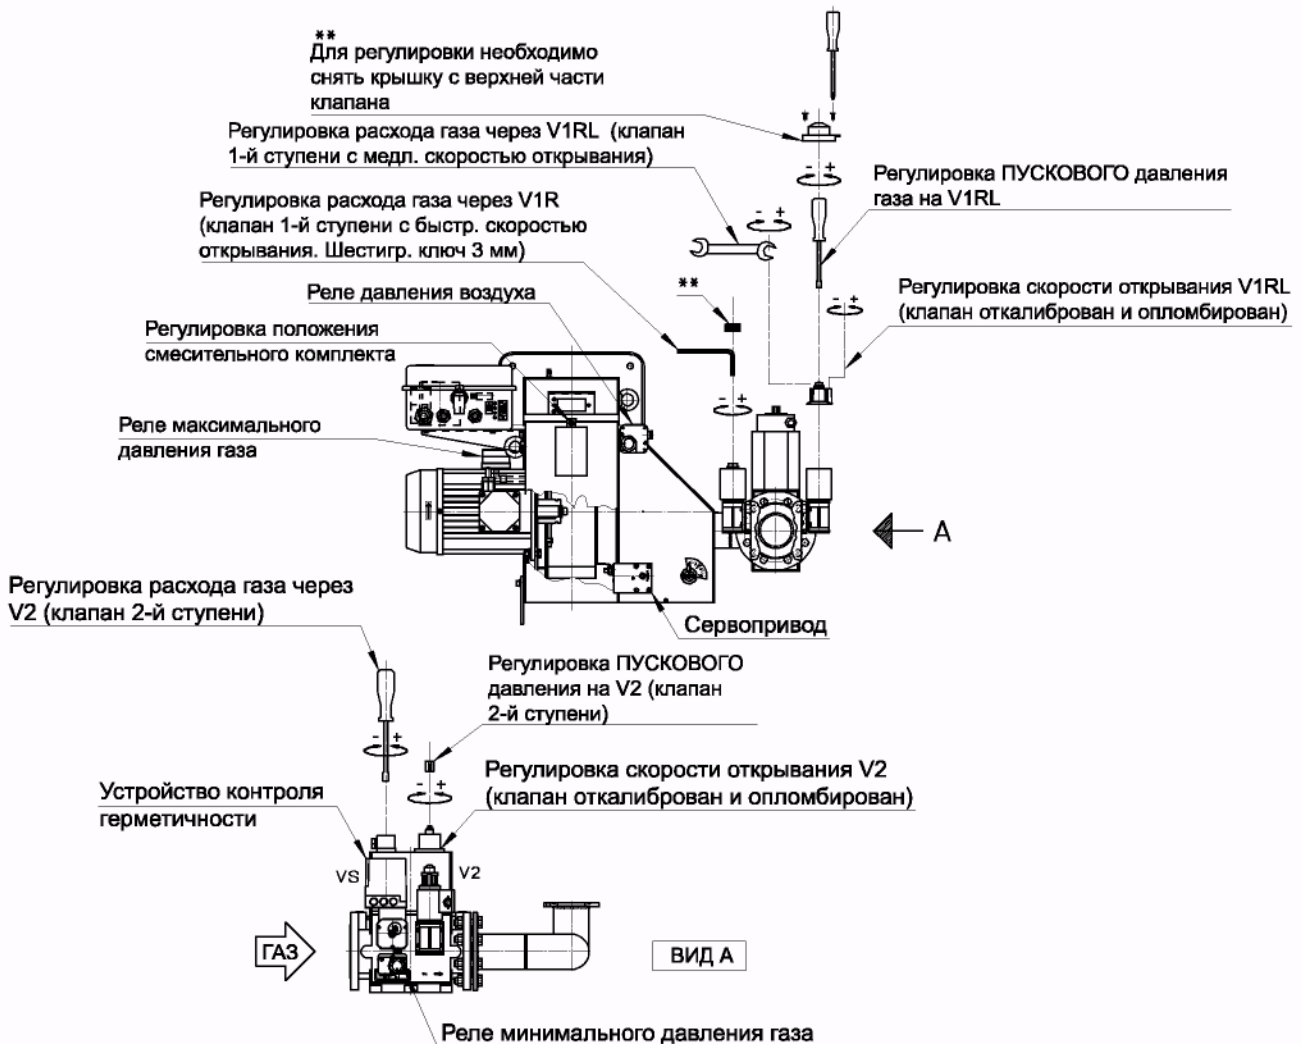 **
Для регулировки необходимо
снять крышку с верхней части
клапана
Регулировка расхода газа через V1RL (клапан
1-й ступени с медл. скоростью открывания)
Регулировка ПУСКОВОГО давления
газа на V1RL
Регулировка расхода газа через V1R
(клапан 1-й ступени с быстр. скоростью
открывания. Шестигр. ключ 3 мм)
- +
- +
**
Реле давления воздуха
Регулировка скорости открывания V1RL
(клапан откалиброван и опломбирован)
- +
Регулировка положения
смесительного комплекта
- +
Реле максимального
давления газа
A
Регулировка расхода газа через
V2 (клапан 2-й ступени)
Сервопривод
Регулировка ПУСКОВОГО
давления на V2 (клапан
2-й ступени)
- +
Регулировка скорости открывания V2
(клапан откалиброван и опломбирован)
- +
Устройство контроля
герметичности
VS
V2
ГАЗ
ВИД А
Реле минимального давления газа